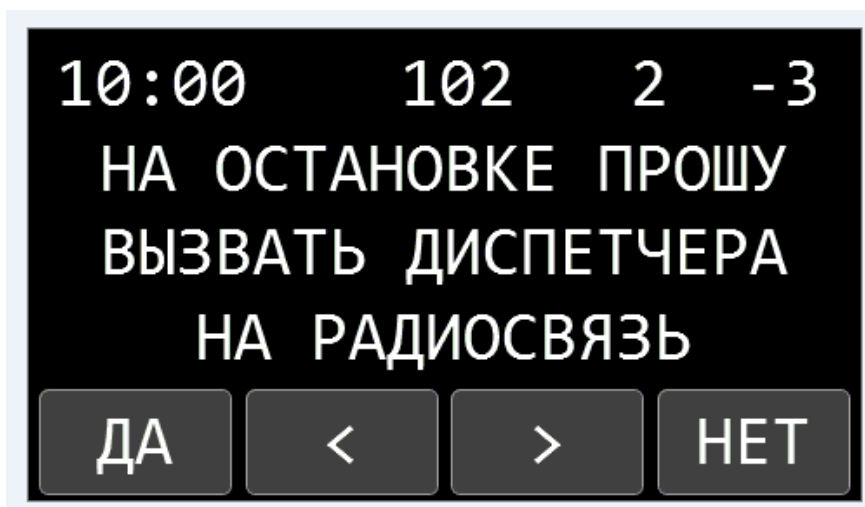 10:00 102 2 -3
НА ОСТАНОВКЕ ПРОШУ
ВЫЗВАТЬ ДИСПЕТЧЕРА
НА РАДИОСВЯЗЬ
ДА < > НЕТ